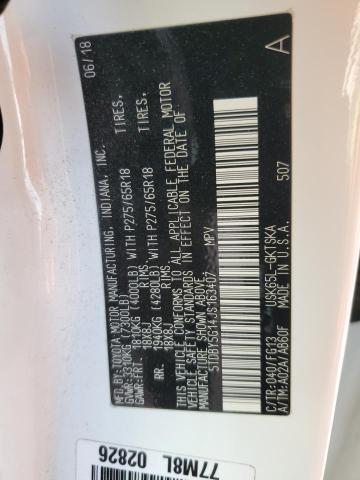 MFD.BY:TOYOTA MOTOR MANUFACTURING, INDIANA, INC. 06/18
GVWR:3310KG (7300LB)
GAWR:FRT. 1810KG (4000LB) WITH P275/65R18 TIRES,
18X8J RIMS
RR. 1940KG (4280LB) WITH P275/65R18 TIRES,
18X8J RIMS
THIS VEHICLE CONFORMS TO ALL APPLICABLE FEDERAL MOTOR
VEHICLE SAFETY STANDARDS IN EFFECT ON THE DATE OF
MANUFACTURE SHOWN ABOVE.
MPV
C/TR:040/FG13 USK65L-GKTSKA
A/TM:A02A/AB60F MADE IN U.S.A.
507
A
77M8L 02826